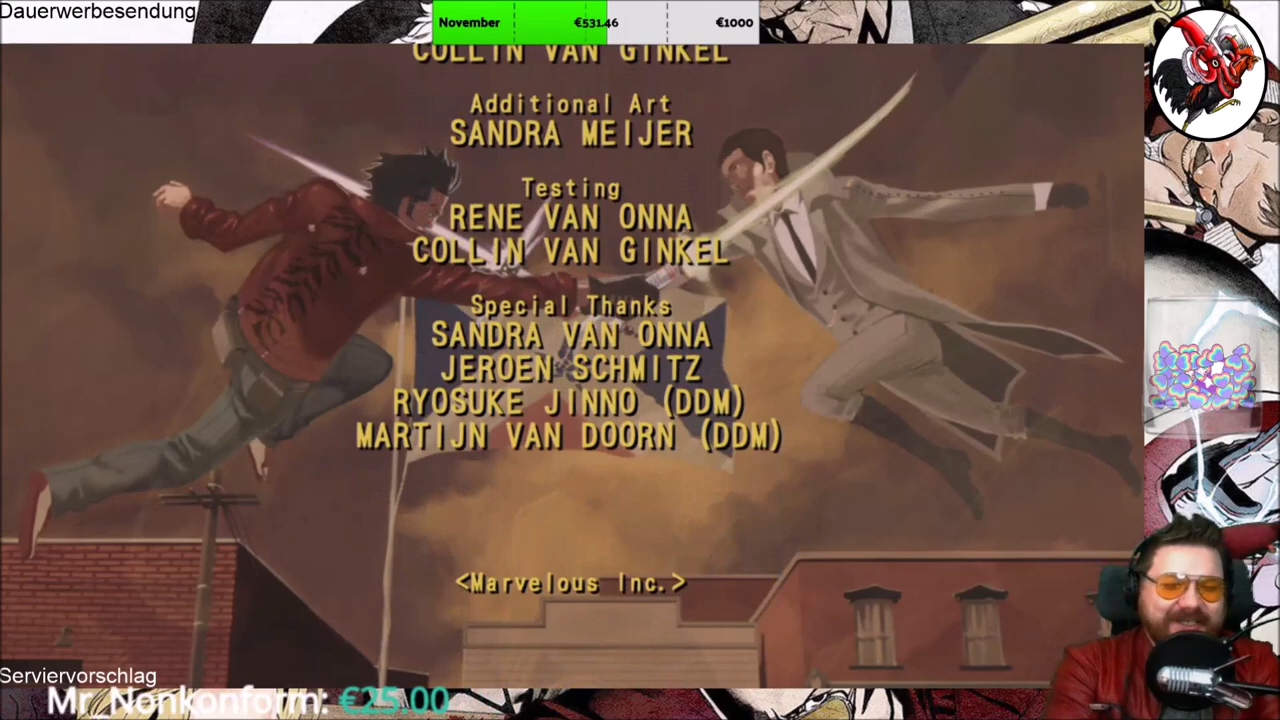 Dauerwerbesendung
November €531.46 €1000
COLLIN VAN GINKEL
Additional Art
SANDRA MEIJER
Testing
RENE VAN ONNA
COLLIN VAN GINKEL
Special Thanks
SANDRA VAN ONNA
JEROEN SCHMITZ
RYOSUKE JINNO (DDM)
MARTIJN VAN DOORN (DDM)
<Marvelous Inc.>
Serviervorschlag
Mr_Nonkonform: €25.00